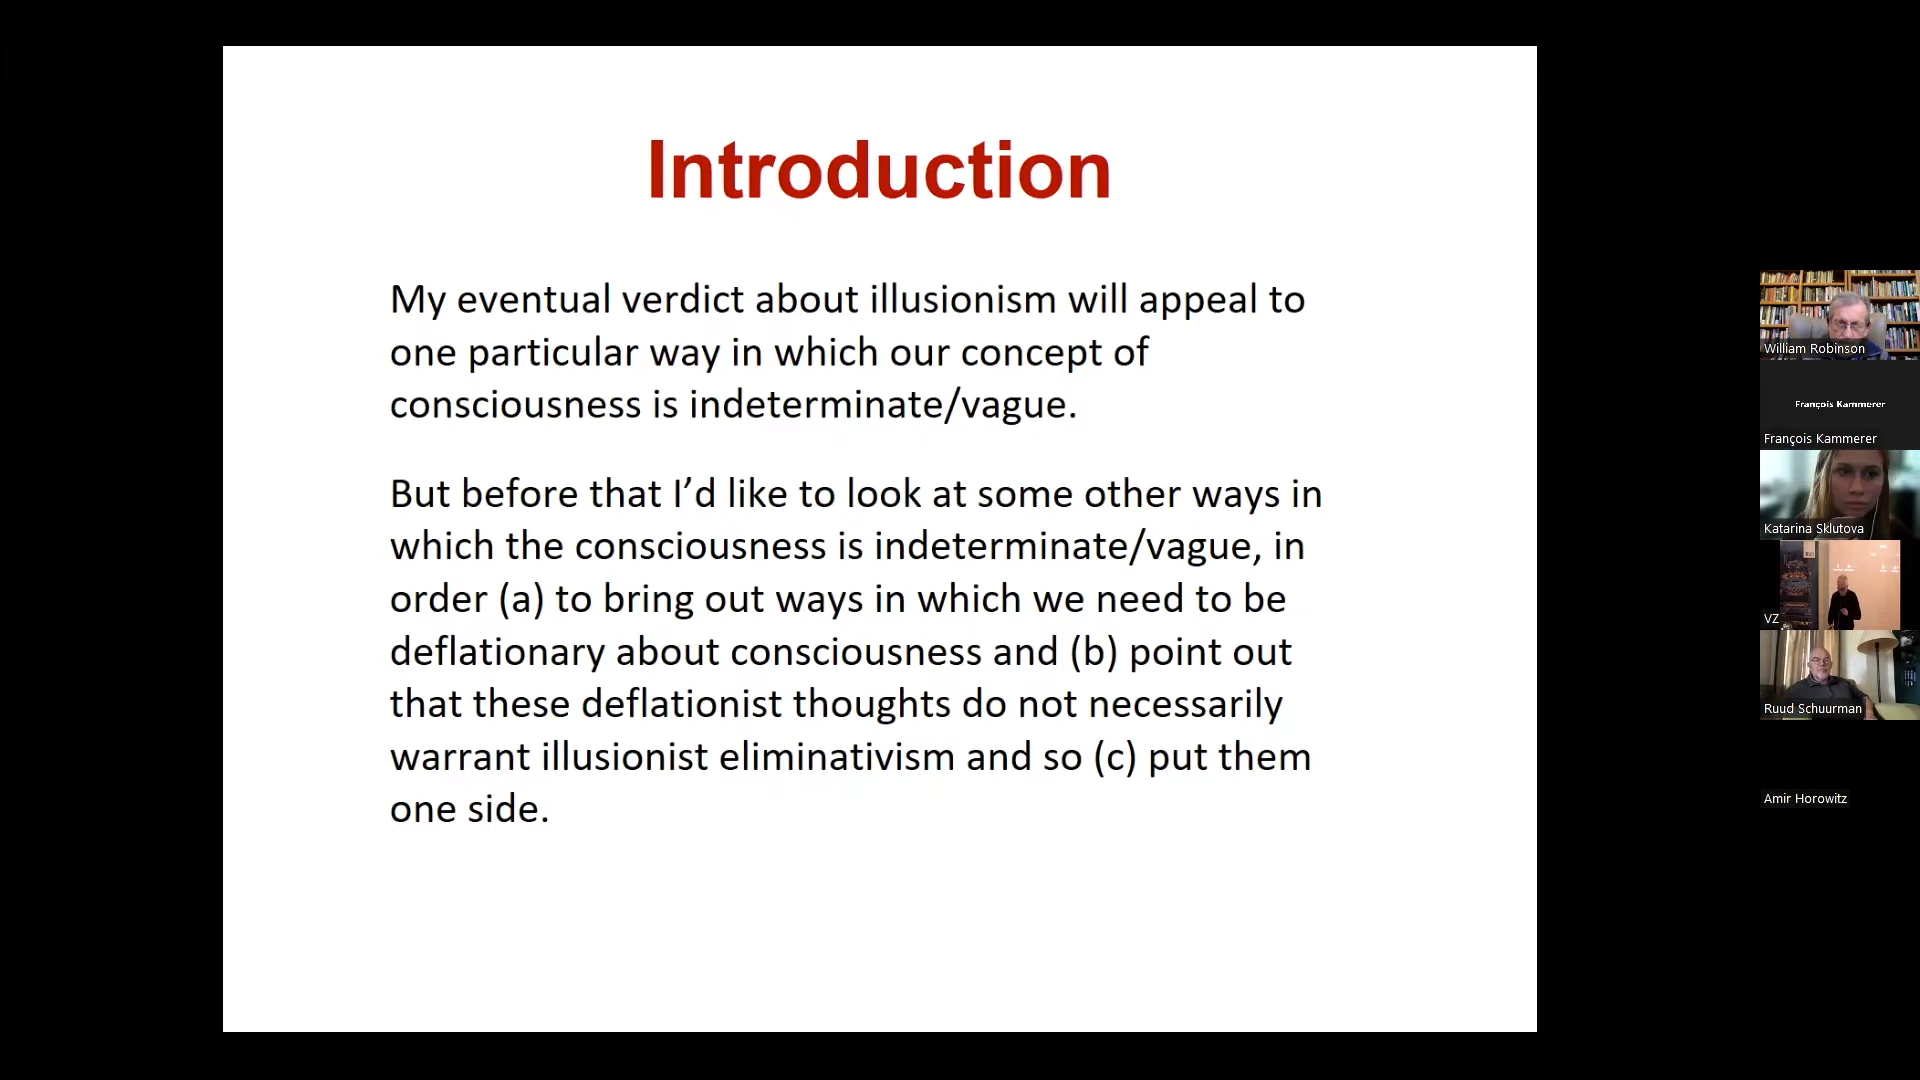 Introduction
My eventual verdict about illusionism will appeal to
one particular way in which our concept of
consciousness is indeterminate/vague.
But before that I’d like to look at some other ways in
which the consciousness is indeterminate/vague, in
order (a) to bring out ways in which we need to be
deflationary about consciousness and (b) point out
that these deflationist thoughts do not necessarily
warrant illusionist eliminativism and so (c) put them
one side.
William Robinson
François Kammerer
François Kammerer
Katarina Sklutova
VZ
Ruud Schuurman
Amir Horowitz